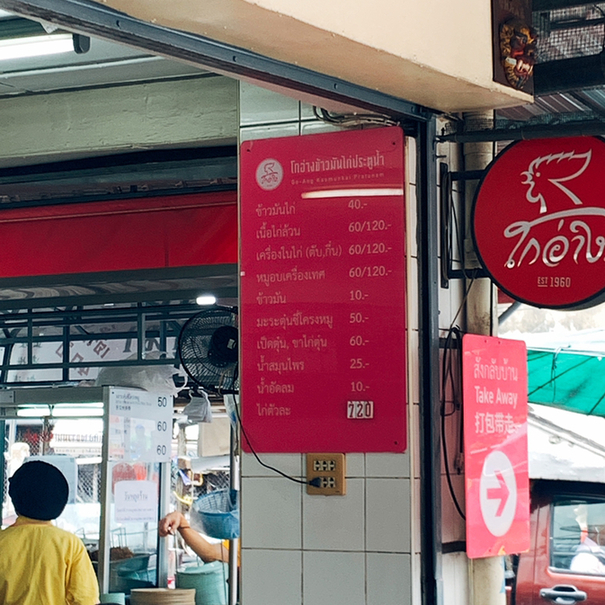 โกอ่างข้าวมันไก่ประตูน้ำ
Go-Ang Kaomunkai Pratunam
ข้าวมันไก่ 40.-
เนื้อไก่ล้วน 60/120.-
เครื่องในไก่ (ตับ,กึ๋น) 60/120.-
หมูอบเครื่องเทศ 60/120.-
ข้าวมัน 10.-
มะระตุ๋นซี่โครงหมู 50.-
เป็ดตุ๋น, ขาไก่ตุ๋น 60.-
น้ำสมุนไพร 25.-
น้ำอัดลม 10.-
ไก่ตัวละ 720
EST 1960
สั่งกลับบ้าน
Take Away
打包带走
50
60
60